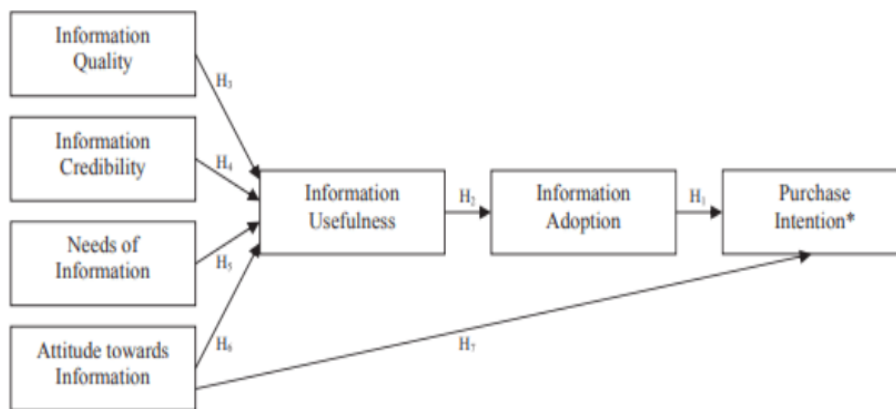 Information
Quality
H₃
Information
Credibility
H₄
Information
Usefulness
H₂
Information
Adoption
H₁
Purchase
Intention*
Needs of
Information
H₅
Attitude towards
Information
H₆
H₇